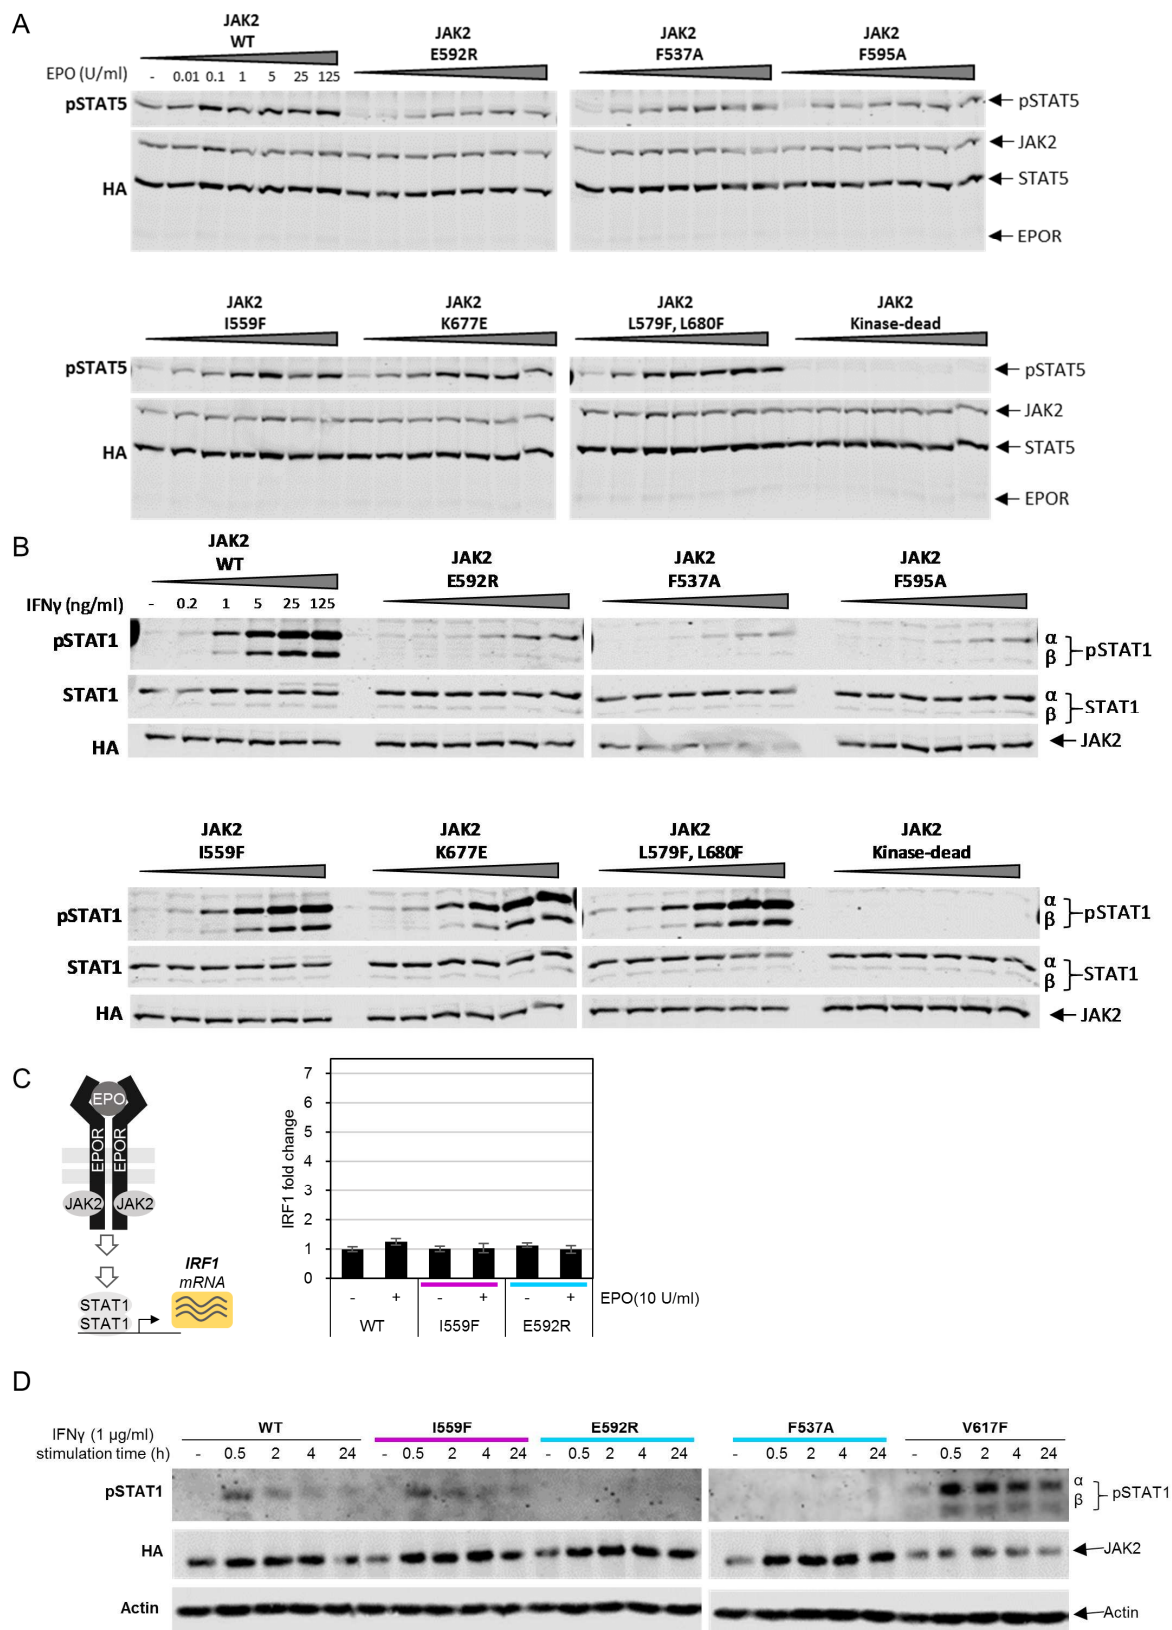 A
JAK2
WT
JAK2
E592R
JAK2
F537A
JAK2
F595A
EPO (U/ml) - 0.01 0.1 1 5 25 125
pSTAT5
pSTAT5
JAK2
HA
STAT5
EPOR
JAK2
I559F
JAK2
K677E
JAK2
L579F, L680F
JAK2
Kinase-dead
pSTAT5
pSTAT5
JAK2
HA
STAT5
EPOR
B
JAK2
WT
JAK2
E592R
JAK2
F537A
JAK2
F595A
IFNγ (ng/ml) - 0.2 1 5 25 125
pSTAT1
α
β
pSTAT1
STAT1
α
β
STAT1
HA
JAK2
JAK2
I559F
JAK2
K677E
JAK2
L579F, L680F
JAK2
Kinase-dead
pSTAT1
α
β
pSTAT1
STAT1
α
β
STAT1
HA
JAK2
C
EPO
EPOR
EPOR
JAK2
JAK2
STAT1
STAT1
IRF1
mRNA
IRF1 fold change
7
6
5
4
3
2
1
0
- + - + - + EPO(10 U/ml)
WT I559F E592R
D
WT I559F E592R F537A V617F
IFNγ (1 µg/ml)
stimulation time (h) - 0.5 2 4 24 - 0.5 2 4 24 - 0.5 2 4 24 - 0.5 2 4 24 - 0.5 2 4 24
pSTAT1
α
β
pSTAT1
HA
JAK2
Actin
Actin